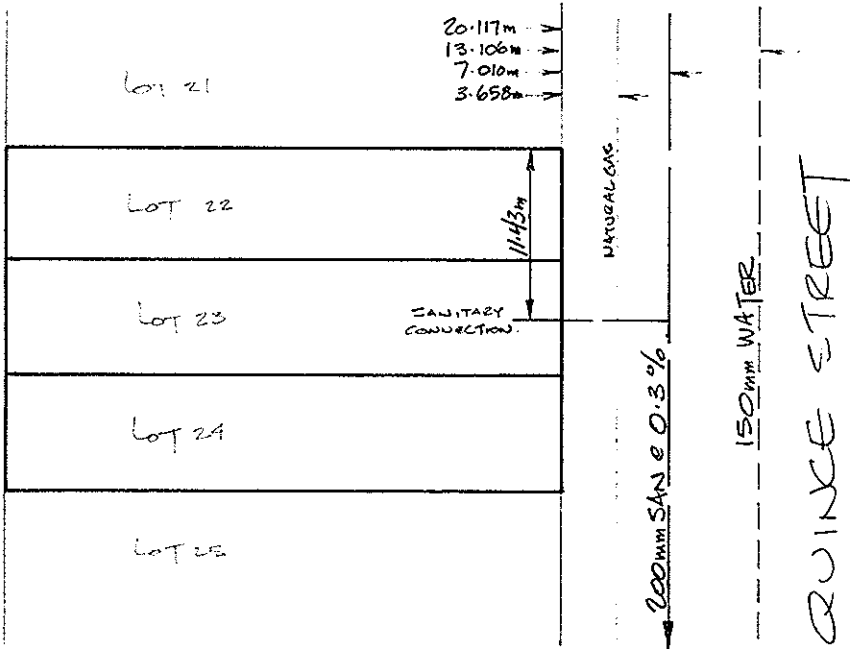 20.117m
13.106m
7.010m
3.658m
LOT 21
LOT 22
11.43m
NATURAL GAS
LOT 23
SANITARY
CONNECTION.
LOT 24
LOT 25
200mm SAN @ 0.3%
150mm WATER
QUINCE STREET